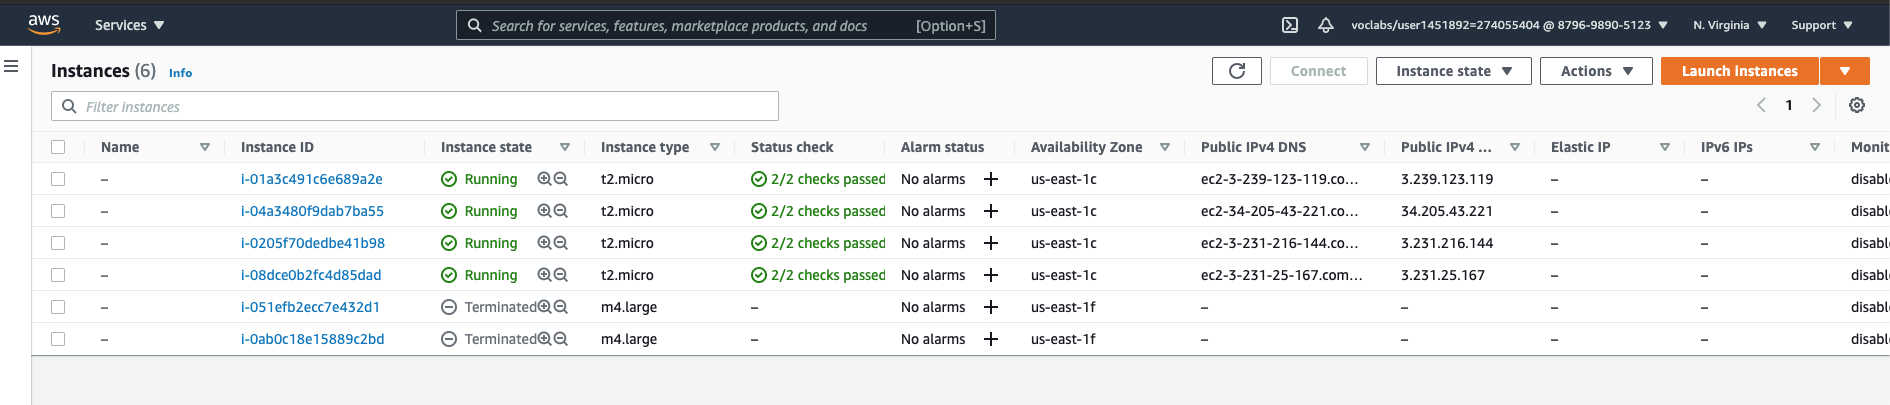 aws Services Search for services, features, marketplace products, and docs [Option+S] voclabs/user1451892=274055404 @ 8796-9890-5123 N. Virginia Support
Instances (6) Info Connect Instance state Actions Launch instances
Filter instances 1
Name Instance ID Instance state Instance type Status check Alarm status Availability Zone Public IPv4 DNS Public IPv4 ... Elastic IP IPv6 IPs Monit
– i-01a3c491c6e689a2e Running t2.micro 2/2 checks passed No alarms + us-east-1c ec2-3-239-123-119.co... 3.239.123.119 – – disable
– i-04a3480f9dab7ba55 Running t2.micro 2/2 checks passed No alarms + us-east-1c ec2-34-205-43-221.co... 34.205.43.221 – – disable
– i-0205f70dedbe41b98 Running t2.micro 2/2 checks passed No alarms + us-east-1c ec2-3-231-216-144.co... 3.231.216.144 – – disable
– i-08dce0b2fc4d85dad Running t2.micro 2/2 checks passed No alarms + us-east-1c ec2-3-231-25-167.com... 3.231.25.167 – – disable
– i-051efb2ecc7e432d1 Terminated m4.large – No alarms + us-east-1f – – – – disable
– i-0ab0c18e15889c2bd Terminated m4.large – No alarms + us-east-1f – – – – disable